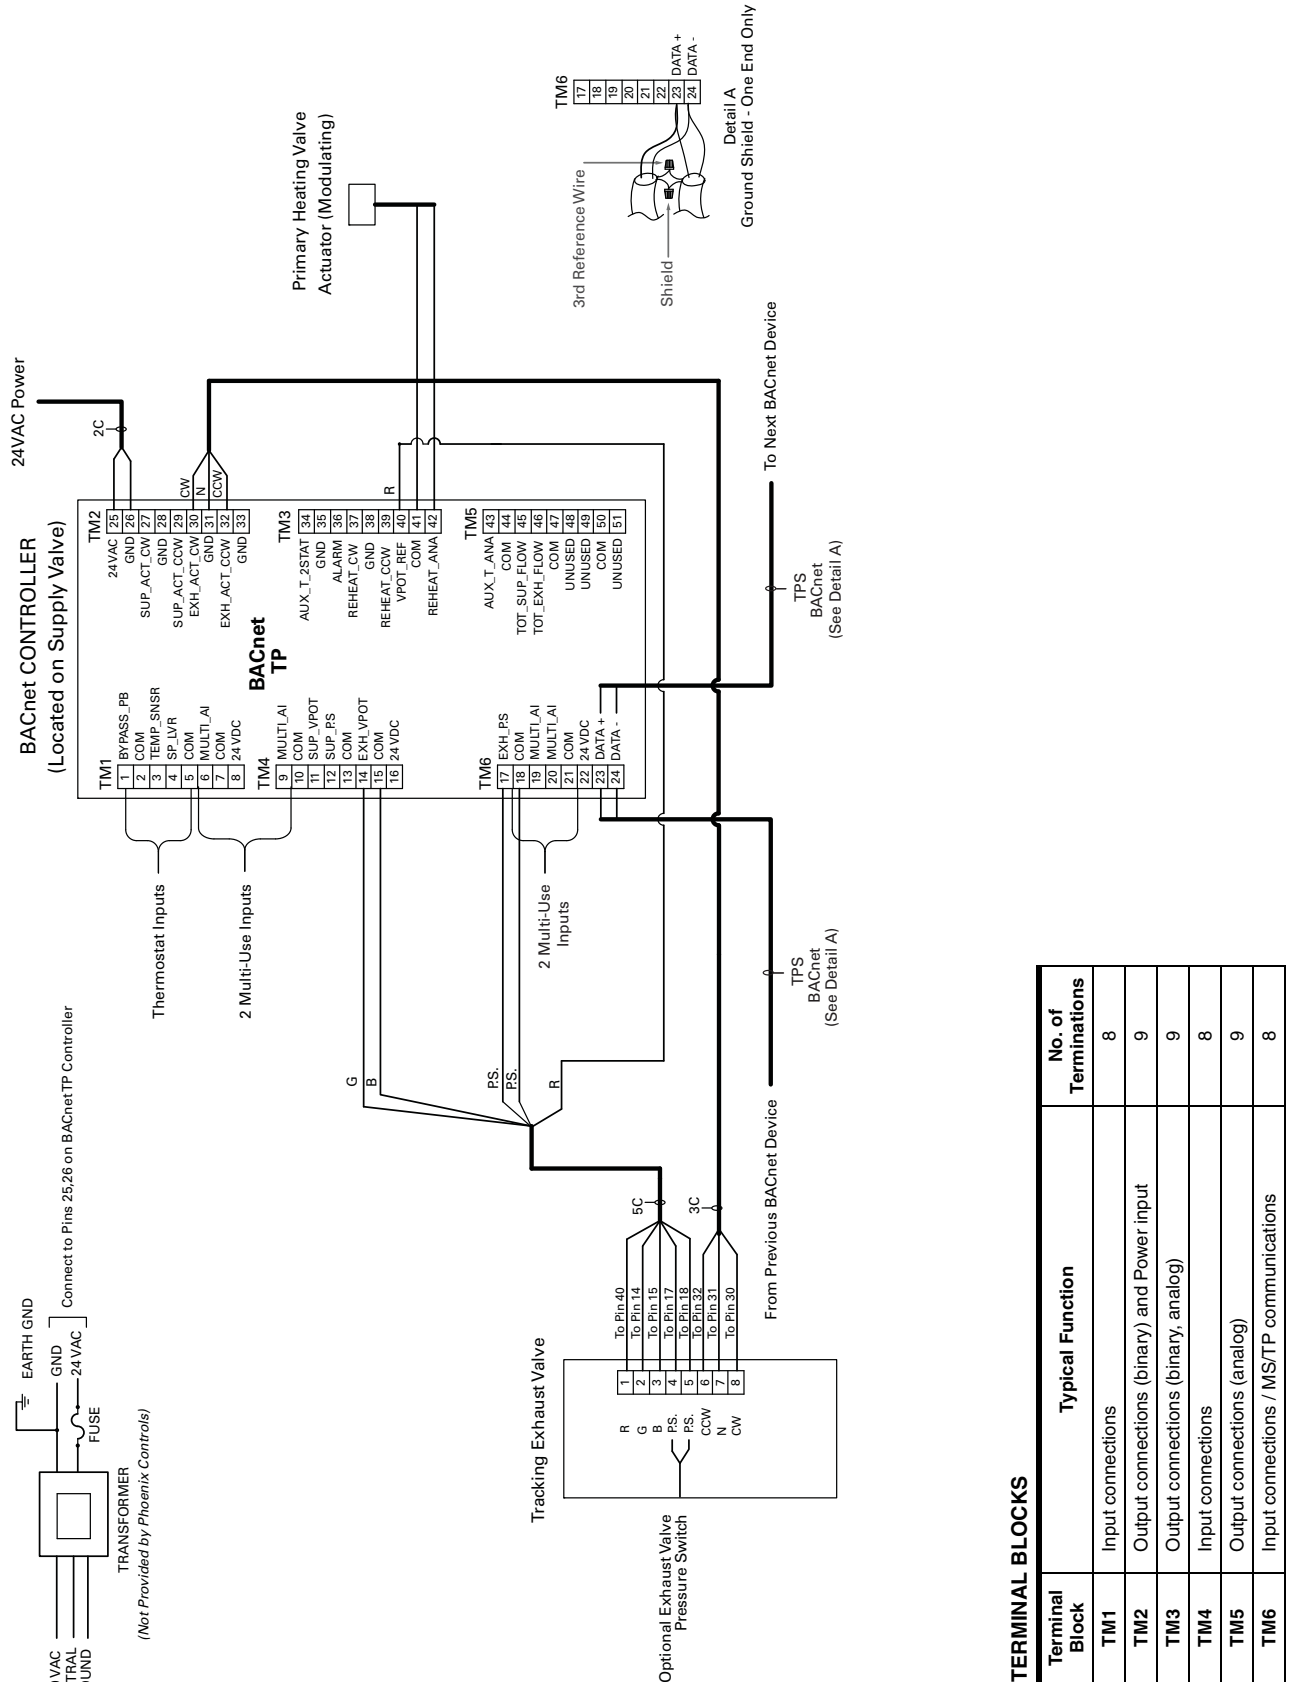 BACnet CONTROLLER
(Located on Supply Valve)
24VAC Power
2C
EARTH GND
GND
24 VAC
FUSE
Connect to Pins 25,26 on BACnet TP Controller
TRANSFORMER
(Not Provided by Phoenix Controls)
BACnet
TP
TM1
1 BYPASS_PB
2 COM
3 TEMP_SNSR
4 SP_LVR
5 COM
6 MULTI_AI
7 COM
8 24 VDC
TM4
9 MULTI_AI
10 COM
11 SUP_VPOT
12 SUP_P.S
13 COM
14 EXH_VPOT
15 COM
16 24 VDC
TM6
17 EXH_P.S
18 COM
19 MULTI_AI
20 MULTI_AI
21 COM
22 24 VDC
23 DATA +
24 DATA -
TM2
24VAC 25
GND 26
SUP_ACT_CW 27
GND 28
SUP_ACT_CCW 29
EXH_ACT_CW 30
GND 31
EXH_ACT_CCW 32
GND 33
CW
N
CCW
TM3
AUX_T_2STAT 34
GND 35
ALARM 36
REHEAT_CW 37
GND 38
REHEAT_CCW 39
VPOT_REF 40
COM 41
REHEAT_ANA 42
R
TM5
AUX_T_ANA 43
COM 44
TOT_SUP_FLOW 45
TOT_EXH_FLOW 46
COM 47
UNUSED 48
UNUSED 49
COM 50
UNUSED 51
Thermostat Inputs
2 Multi-Use Inputs
2 Multi-Use
Inputs
G
B
P.S.
P.S.
R
Primary Heating Valve
Actuator (Modulating)
TM6
17
18
19
20
21
22
23 DATA +
24 DATA -
3rd Reference Wire
Shield
Detail A
Ground Shield - One End Only
To Next BACnet Device
TPS
BACnet
(See Detail A)
TPS
BACnet
(See Detail A)
From Previous BACnet Device
5C
3C
Tracking Exhaust Valve
R 1 To Pin 40
G 2 To Pin 14
B 3 To Pin 15
P.S. 4 To Pin 17
P.S. 5 To Pin 18
CCW 6 To Pin 32
N 7 To Pin 31
CW 8 To Pin 30
Optional Exhaust Valve
Pressure Switch
TERMINAL BLOCKS
Terminal Block Typical Function No. of Terminations
TM1 Input connections 8
TM2 Output connections (binary) and Power input 9
TM3 Output connections (binary, analog) 9
TM4 Input connections 8
TM5 Output connections (analog) 9
TM6 Input connections / MS/TP communications 8